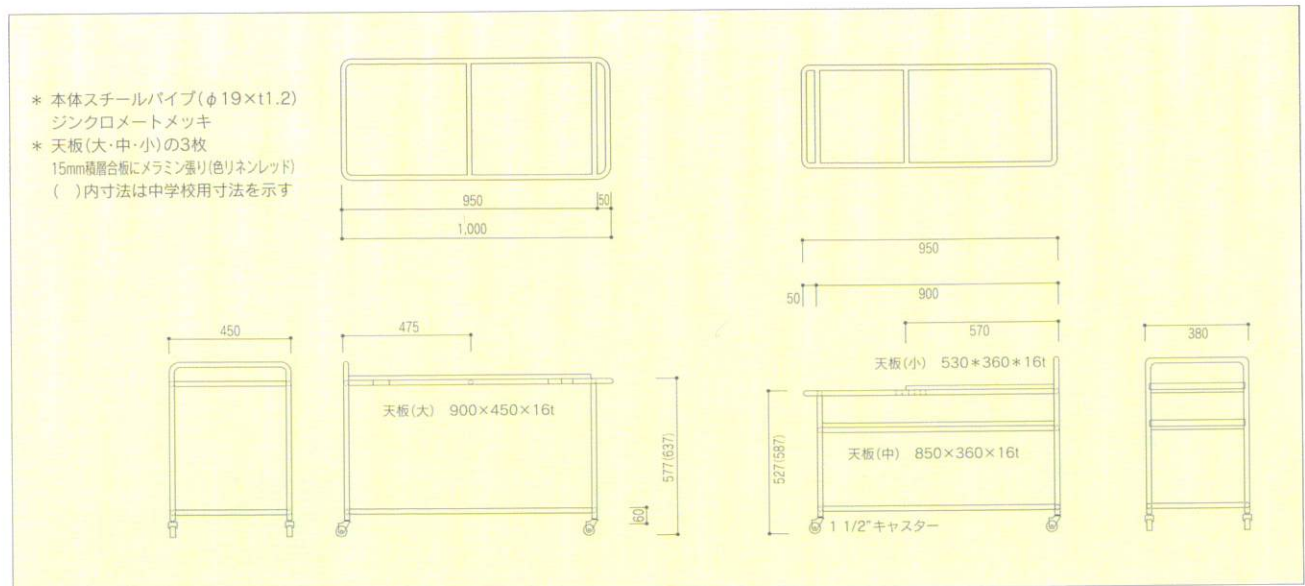 * 本体スチールパイプ(φ19×t1.2)
ジンクロメートメッキ
* 天板(大・中・小)の3枚
15mm積層合板にメラミン張り(色リネンレッド)
(　)内寸法は中学校用寸法を示す
950
50
1,000
950
50
900
450
475
570
380
天板(小) 530*360*16t
天板(大) 900×450×16t
577(637)
527(587)
天板(中) 850×360×16t
60
1 1/2"キャスター